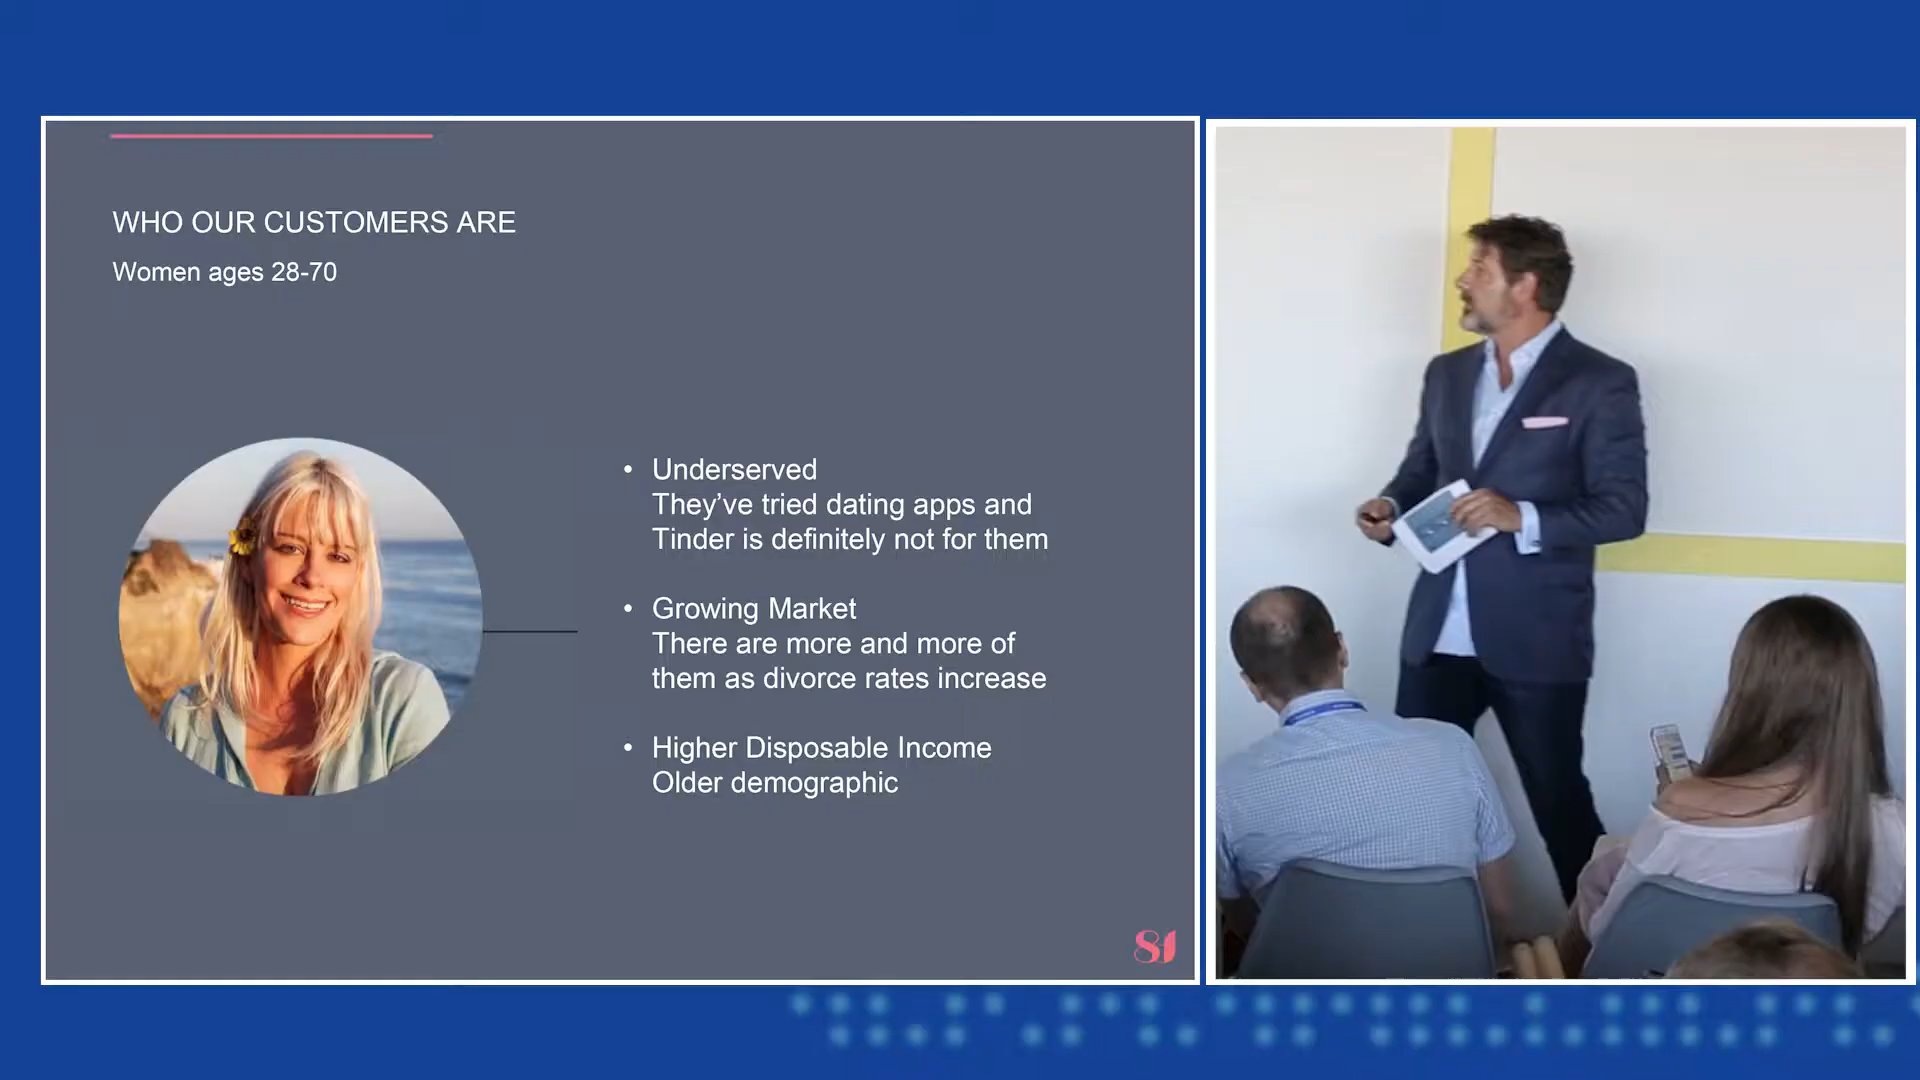 WHO OUR CUSTOMERS ARE
Women ages 28-70
• Underserved
They’ve tried dating apps and
Tinder is definitely not for them
• Growing Market
There are more and more of
them as divorce rates increase
• Higher Disposable Income
Older demographic